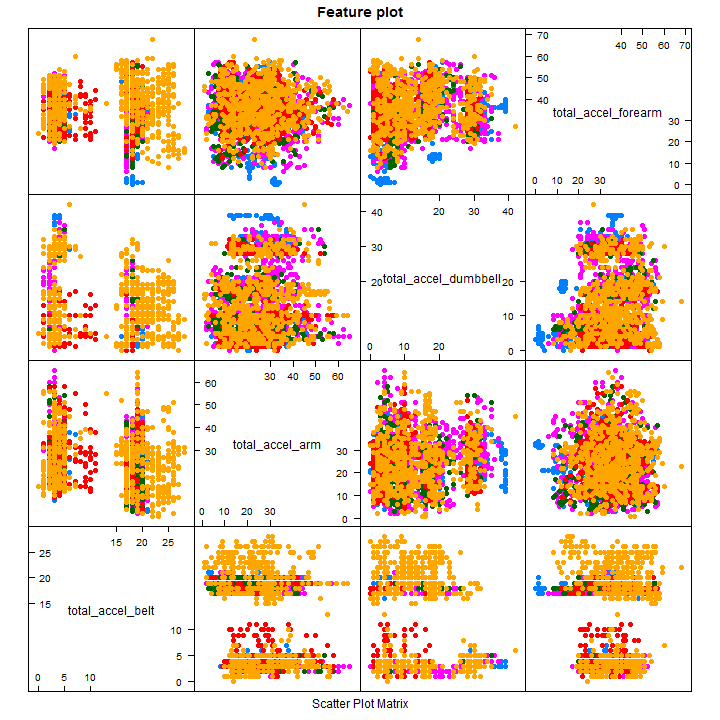 Feature plot
40 50 60 70
70
60
50
40
total_accel_forearm
30
20
10
0
0 10 20 30
40
30
20
total_accel_dumbbell
0 10 20
20
10
0
30 40 50 60
60
50
40
30
total_accel_arm
0 10 20 30
30
20
10
0
15 20 25
25
20
15
total_accel_belt
0 5 10
10
5
0
20 30 40
Scatter Plot Matrix